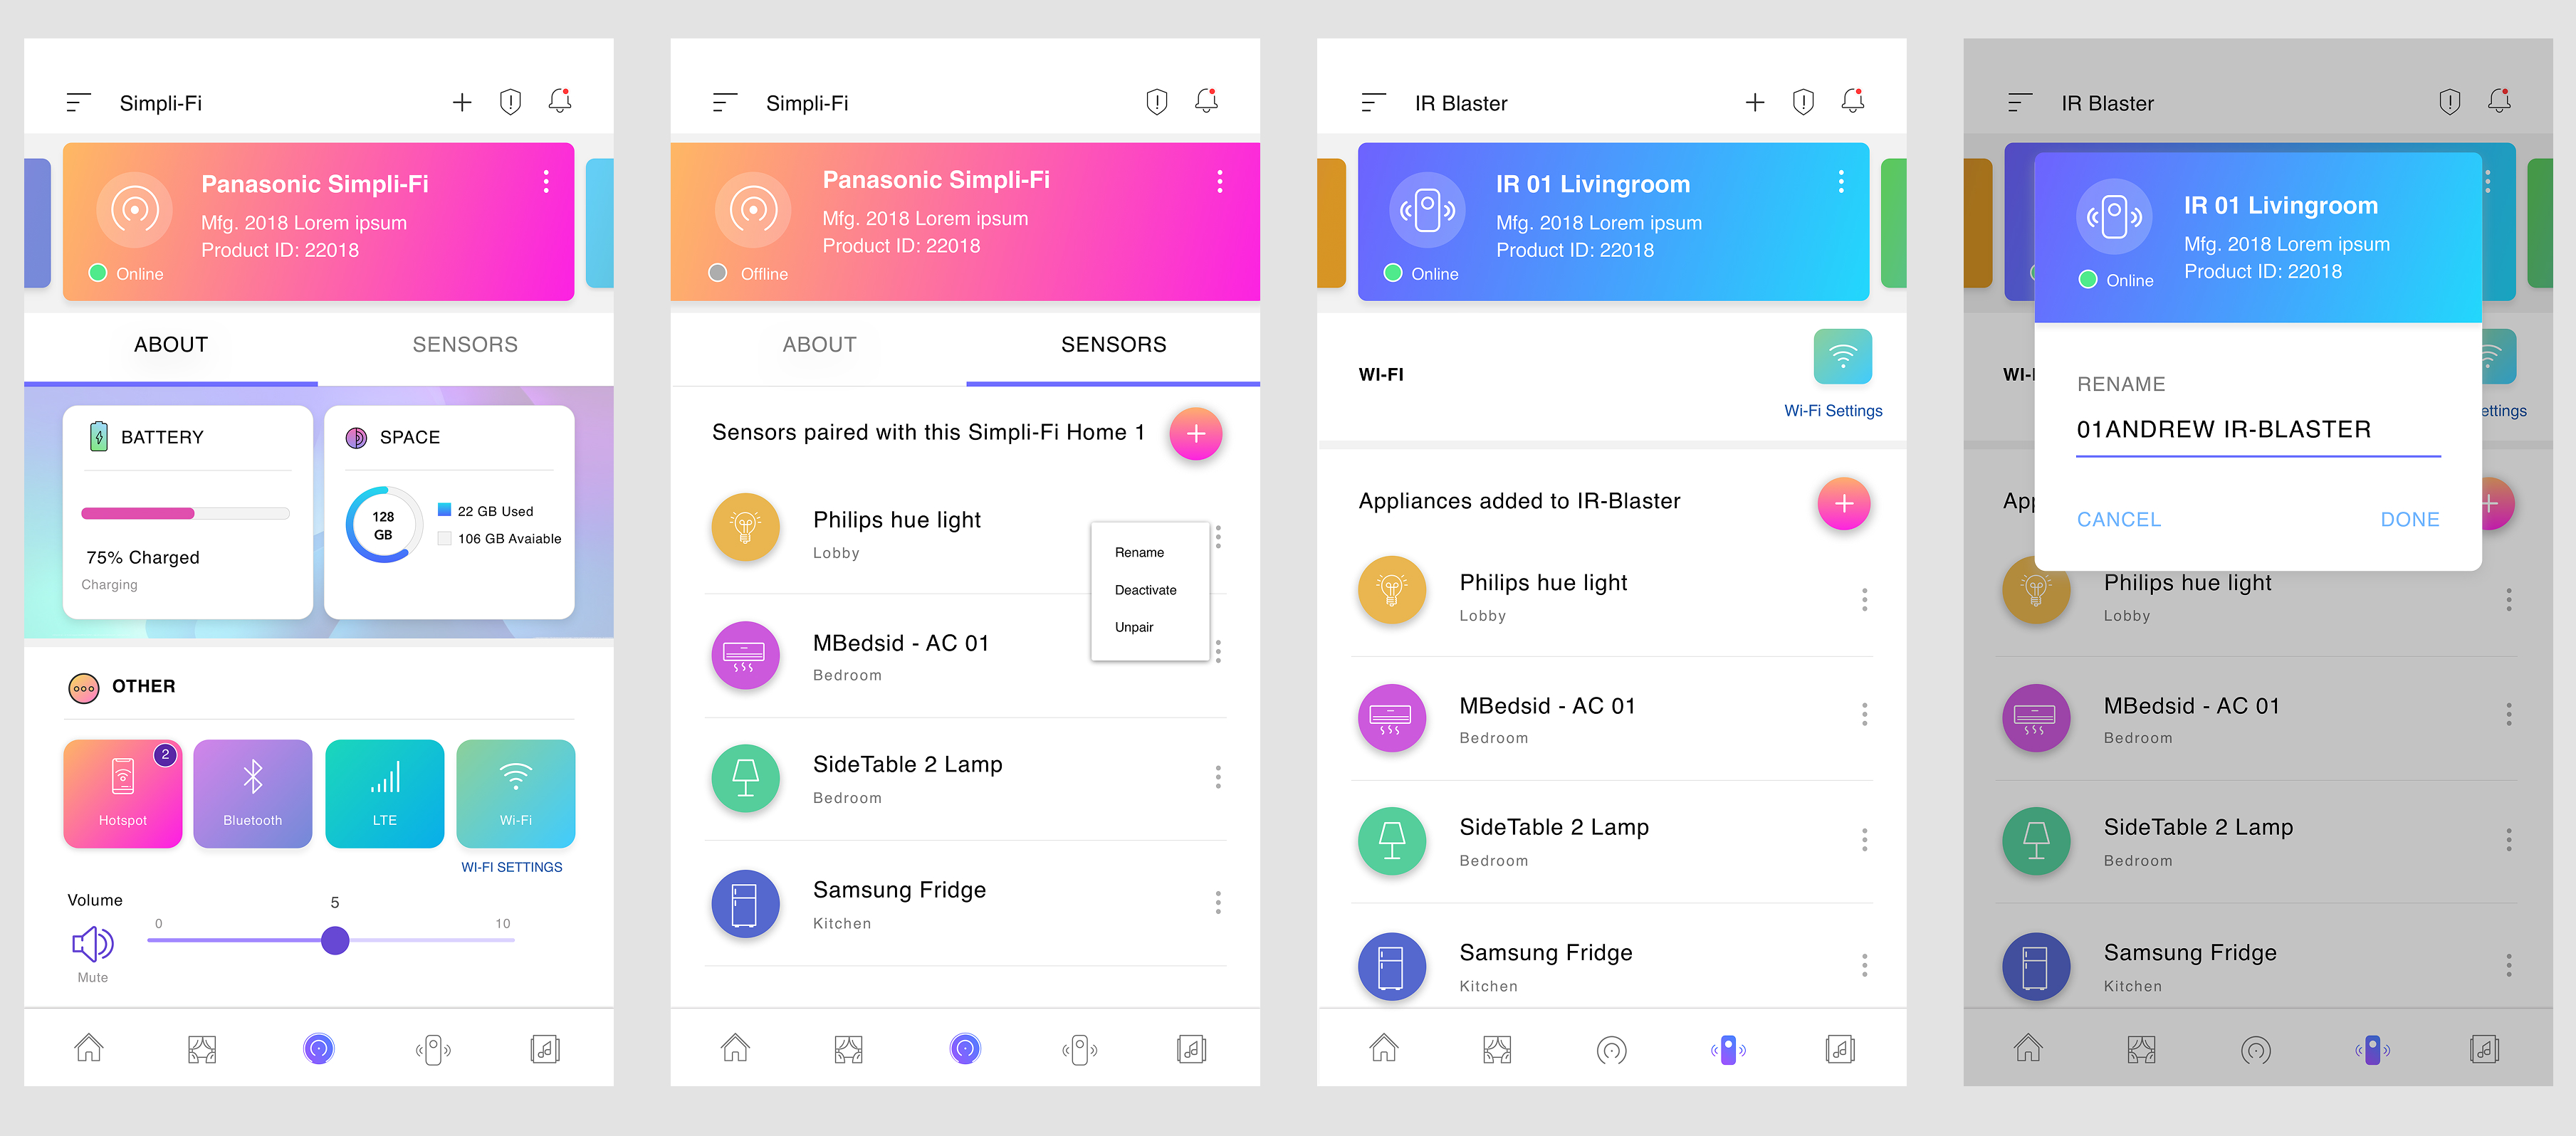 Simpli-Fi
Panasonic Simpli-Fi
Mfg. 2018 Lorem ipsum
Product ID: 22018
Online
ABOUT
SENSORS
BATTERY
75% Charged
Charging
SPACE
128
GB
22 GB Used
106 GB Avaiable
OTHER
2
Hotspot
Bluetooth
LTE
Wi-Fi
WI-FI SETTINGS
Volume
5
0
10
Mute
Simpli-Fi
Panasonic Simpli-Fi
Mfg. 2018 Lorem ipsum
Product ID: 22018
Offline
ABOUT
SENSORS
Sensors paired with this Simpli-Fi Home 1
Philips hue light
Lobby
Rename
Deactivate
Unpair
MBedsid - AC 01
Bedroom
SideTable 2 Lamp
Bedroom
Samsung Fridge
Kitchen
IR Blaster
IR 01 Livingroom
Mfg. 2018 Lorem ipsum
Product ID: 22018
Online
WI-FI
Wi-Fi Settings
Appliances added to IR-Blaster
Philips hue light
Lobby
MBedsid - AC 01
Bedroom
SideTable 2 Lamp
Bedroom
Samsung Fridge
Kitchen
IR Blaster
IR 01 Livingroom
Mfg. 2018 Lorem ipsum
Product ID: 22018
Online
WI-
ettings
RENAME
01ANDREW IR-BLASTER
CANCEL
DONE
App
Philips hue light
Lobby
MBedsid - AC 01
Bedroom
SideTable 2 Lamp
Bedroom
Samsung Fridge
Kitchen